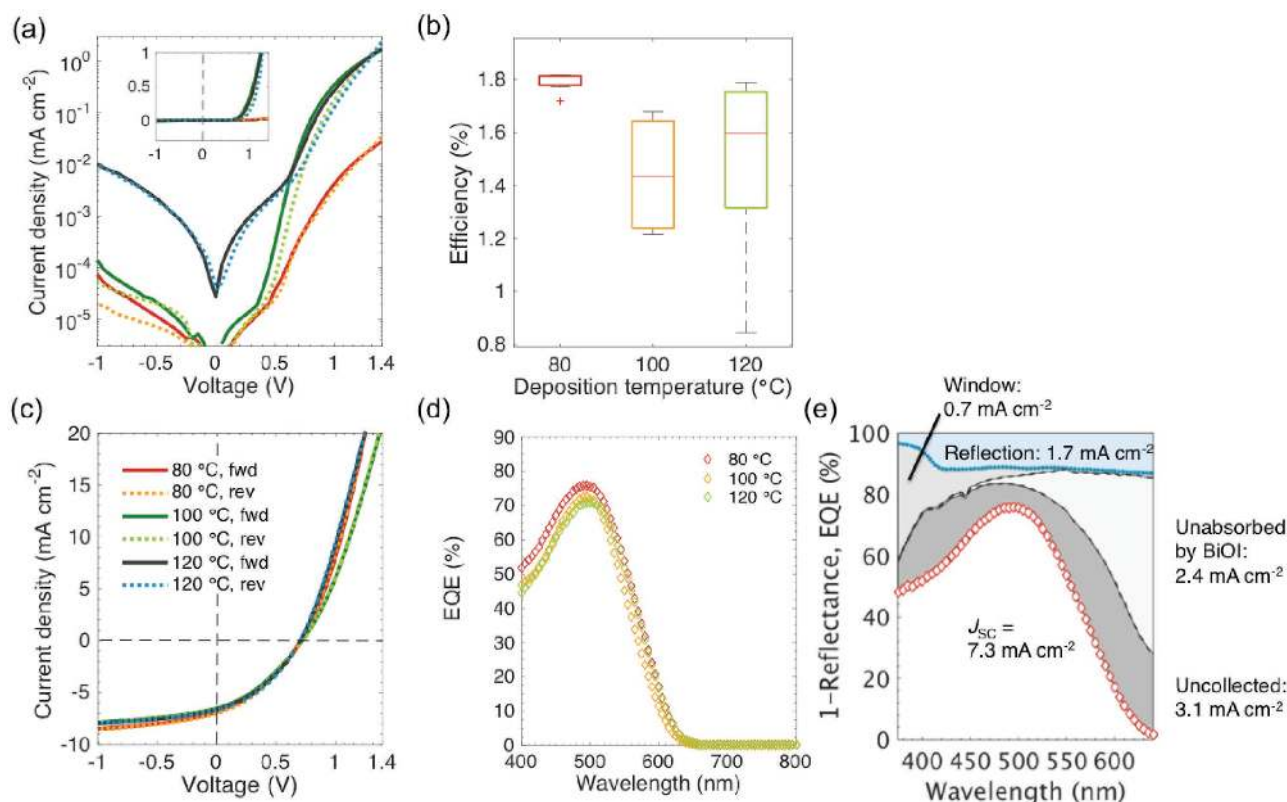 (a)
Current density (mA cm⁻²)
10⁰
10⁻¹
10⁻²
10⁻³
10⁻⁴
10⁻⁵
-1 -0.5 0 0.5 1 1.4
Voltage (V)
1
0.5
0
-1 0 1
(b)
Efficiency (%)
1.8
1.6
1.4
1.2
1
0.8
80 100 120
Deposition temperature (°C)
(c)
Current density (mA cm⁻²)
20
15
10
5
0
-5
-10
80 °C, fwd
80 °C, rev
100 °C, fwd
100 °C, rev
120 °C, fwd
120 °C, rev
-1 -0.5 0 0.5 1 1.4
Voltage (V)
(d)
EQE (%)
90
80
70
60
50
40
30
20
10
0
80 °C
100 °C
120 °C
400 500 600 700 800
Wavelength (nm)
(e)
Window:
0.7 mA cm⁻²
Reflection: 1.7 mA cm⁻²
1−Reflectance, EQE (%)
100
80
60
40
20
0
J_SC =
7.3 mA cm⁻²
Unabsorbed
by BiOI:
2.4 mA cm⁻²
Uncollected:
3.1 mA cm⁻²
400 450 500 550 600
Wavelength (nm)